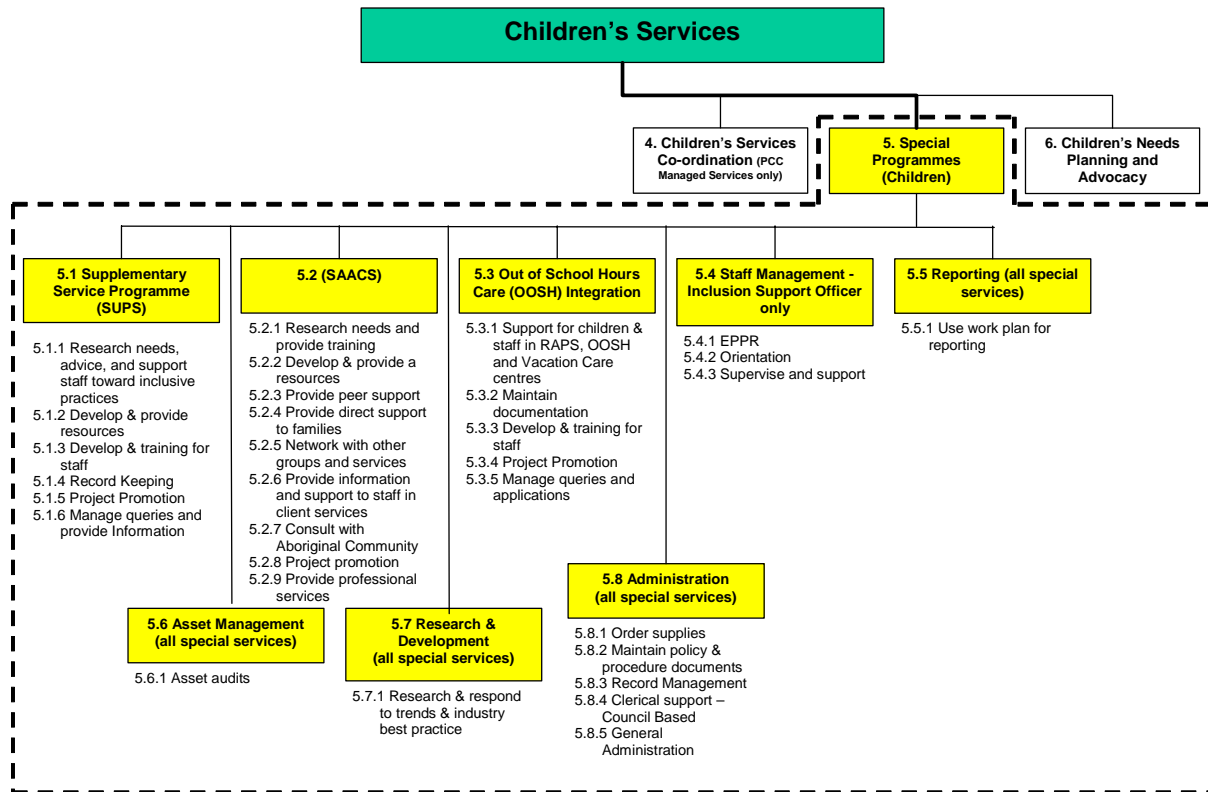 Children's Services
4. Children's Services
Co-ordination (PCC
Managed Services only)
5. Special
Programmes
(Children)
6. Children's Needs
Planning and
Advocacy
5.1 Supplementary
Service Programme
(SUPS)
5.1.1 Research needs,
advice, and support
staff toward inclusive
practices
5.1.2 Develop & provide
resources
5.1.3 Develop & training for
staff
5.1.4 Record Keeping
5.1.5 Project Promotion
5.1.6 Manage queries and
provide Information
5.2 (SAACS)
5.2.1 Research needs and
provide training
5.2.2 Develop & provide a
resources
5.2.3 Provide peer support
5.2.4 Provide direct support
to families
5.2.5 Network with other
groups and services
5.2.6 Provide information
and support to staff in
client services
5.2.7 Consult with
Aboriginal Community
5.2.8 Project promotion
5.2.9 Provide professional
services
5.3 Out of School Hours
Care (OOSH) Integration
5.3.1 Support for children &
staff in RAPS, OOSH
and Vacation Care
centres
5.3.2 Maintain
documentation
5.3.3 Develop & training for
staff
5.3.4 Project Promotion
5.3.5 Manage queries and
applications
5.4 Staff Management -
Inclusion Support Officer
only
5.4.1 EPPR
5.4.2 Orientation
5.4.3 Supervise and support
5.5 Reporting (all special
services)
5.5.1 Use work plan for
reporting
5.6 Asset Management
(all special services)
5.6.1 Asset audits
5.7 Research &
Development
(all special services)
5.7.1 Research & respond
to trends & industry
best practice
5.8 Administration
(all special services)
5.8.1 Order supplies
5.8.2 Maintain policy &
procedure documents
5.8.3 Record Management
5.8.4 Clerical support –
Council Based
5.8.5 General
Administration